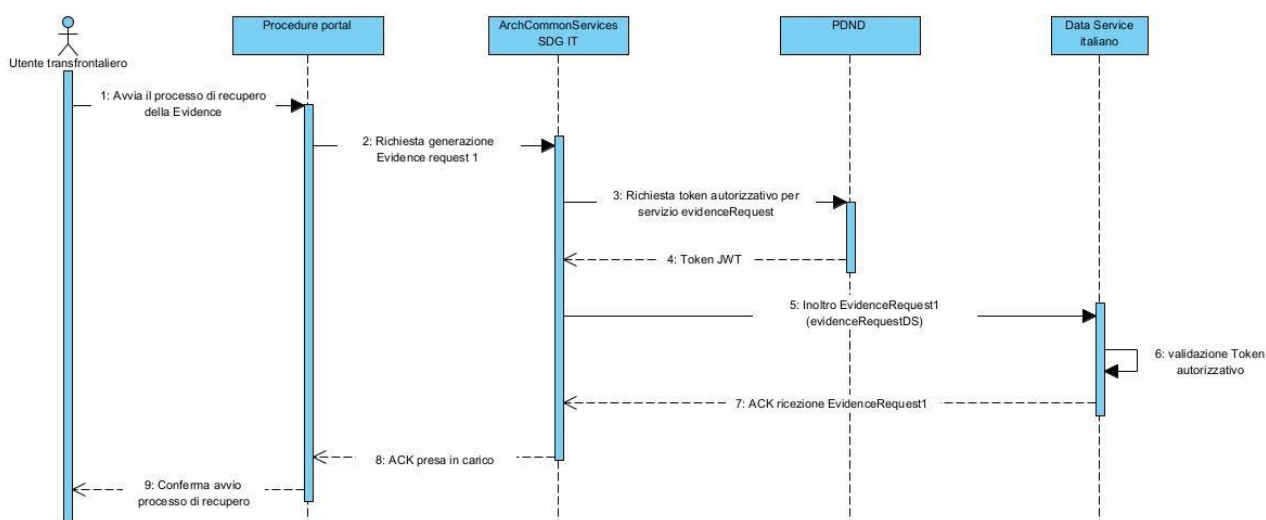 Procedure portal
ArchCommonServices
SDG IT
PDND
Data Service
italiano
Utente transfrontaliero
1: Avvia il processo di recupero
della Evidence
2: Richiesta generazione
Evidence request 1
3: Richiesta token autorizzativo per
servizio evidenceRequest
4: Token JWT
5: Inoltro EvidenceRequest1
(evidenceRequestDS)
6: validazione Token
autorizzativo
7: ACK ricezione EvidenceRequest1
8: ACK presa in carico
9: Conferma avvio
processo di recupero